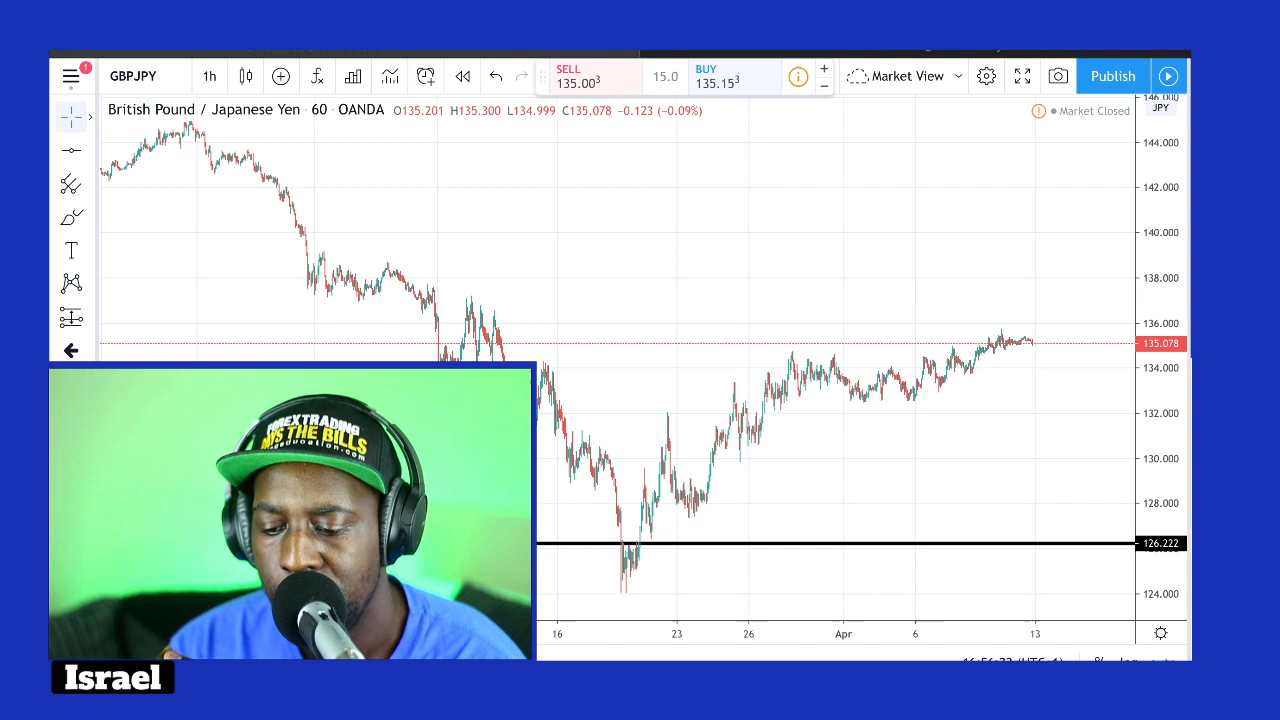 1
GBPJPY
1h
SELL
135.00³
15.0
BUY
135.15³
Market View
Publish
British Pound / Japanese Yen · 60 · OANDA O135.201 H135.300 L134.999 C135.078 −0.123 (−0.09%)
Market Closed
JPY
146.000
144.000
142.000
140.000
138.000
136.000
135.078
134.000
132.000
130.000
128.000
126.222
124.000
16
23
26
Apr
6
13
%
FOREXTRADING
PAYS THE BILLS
Israel